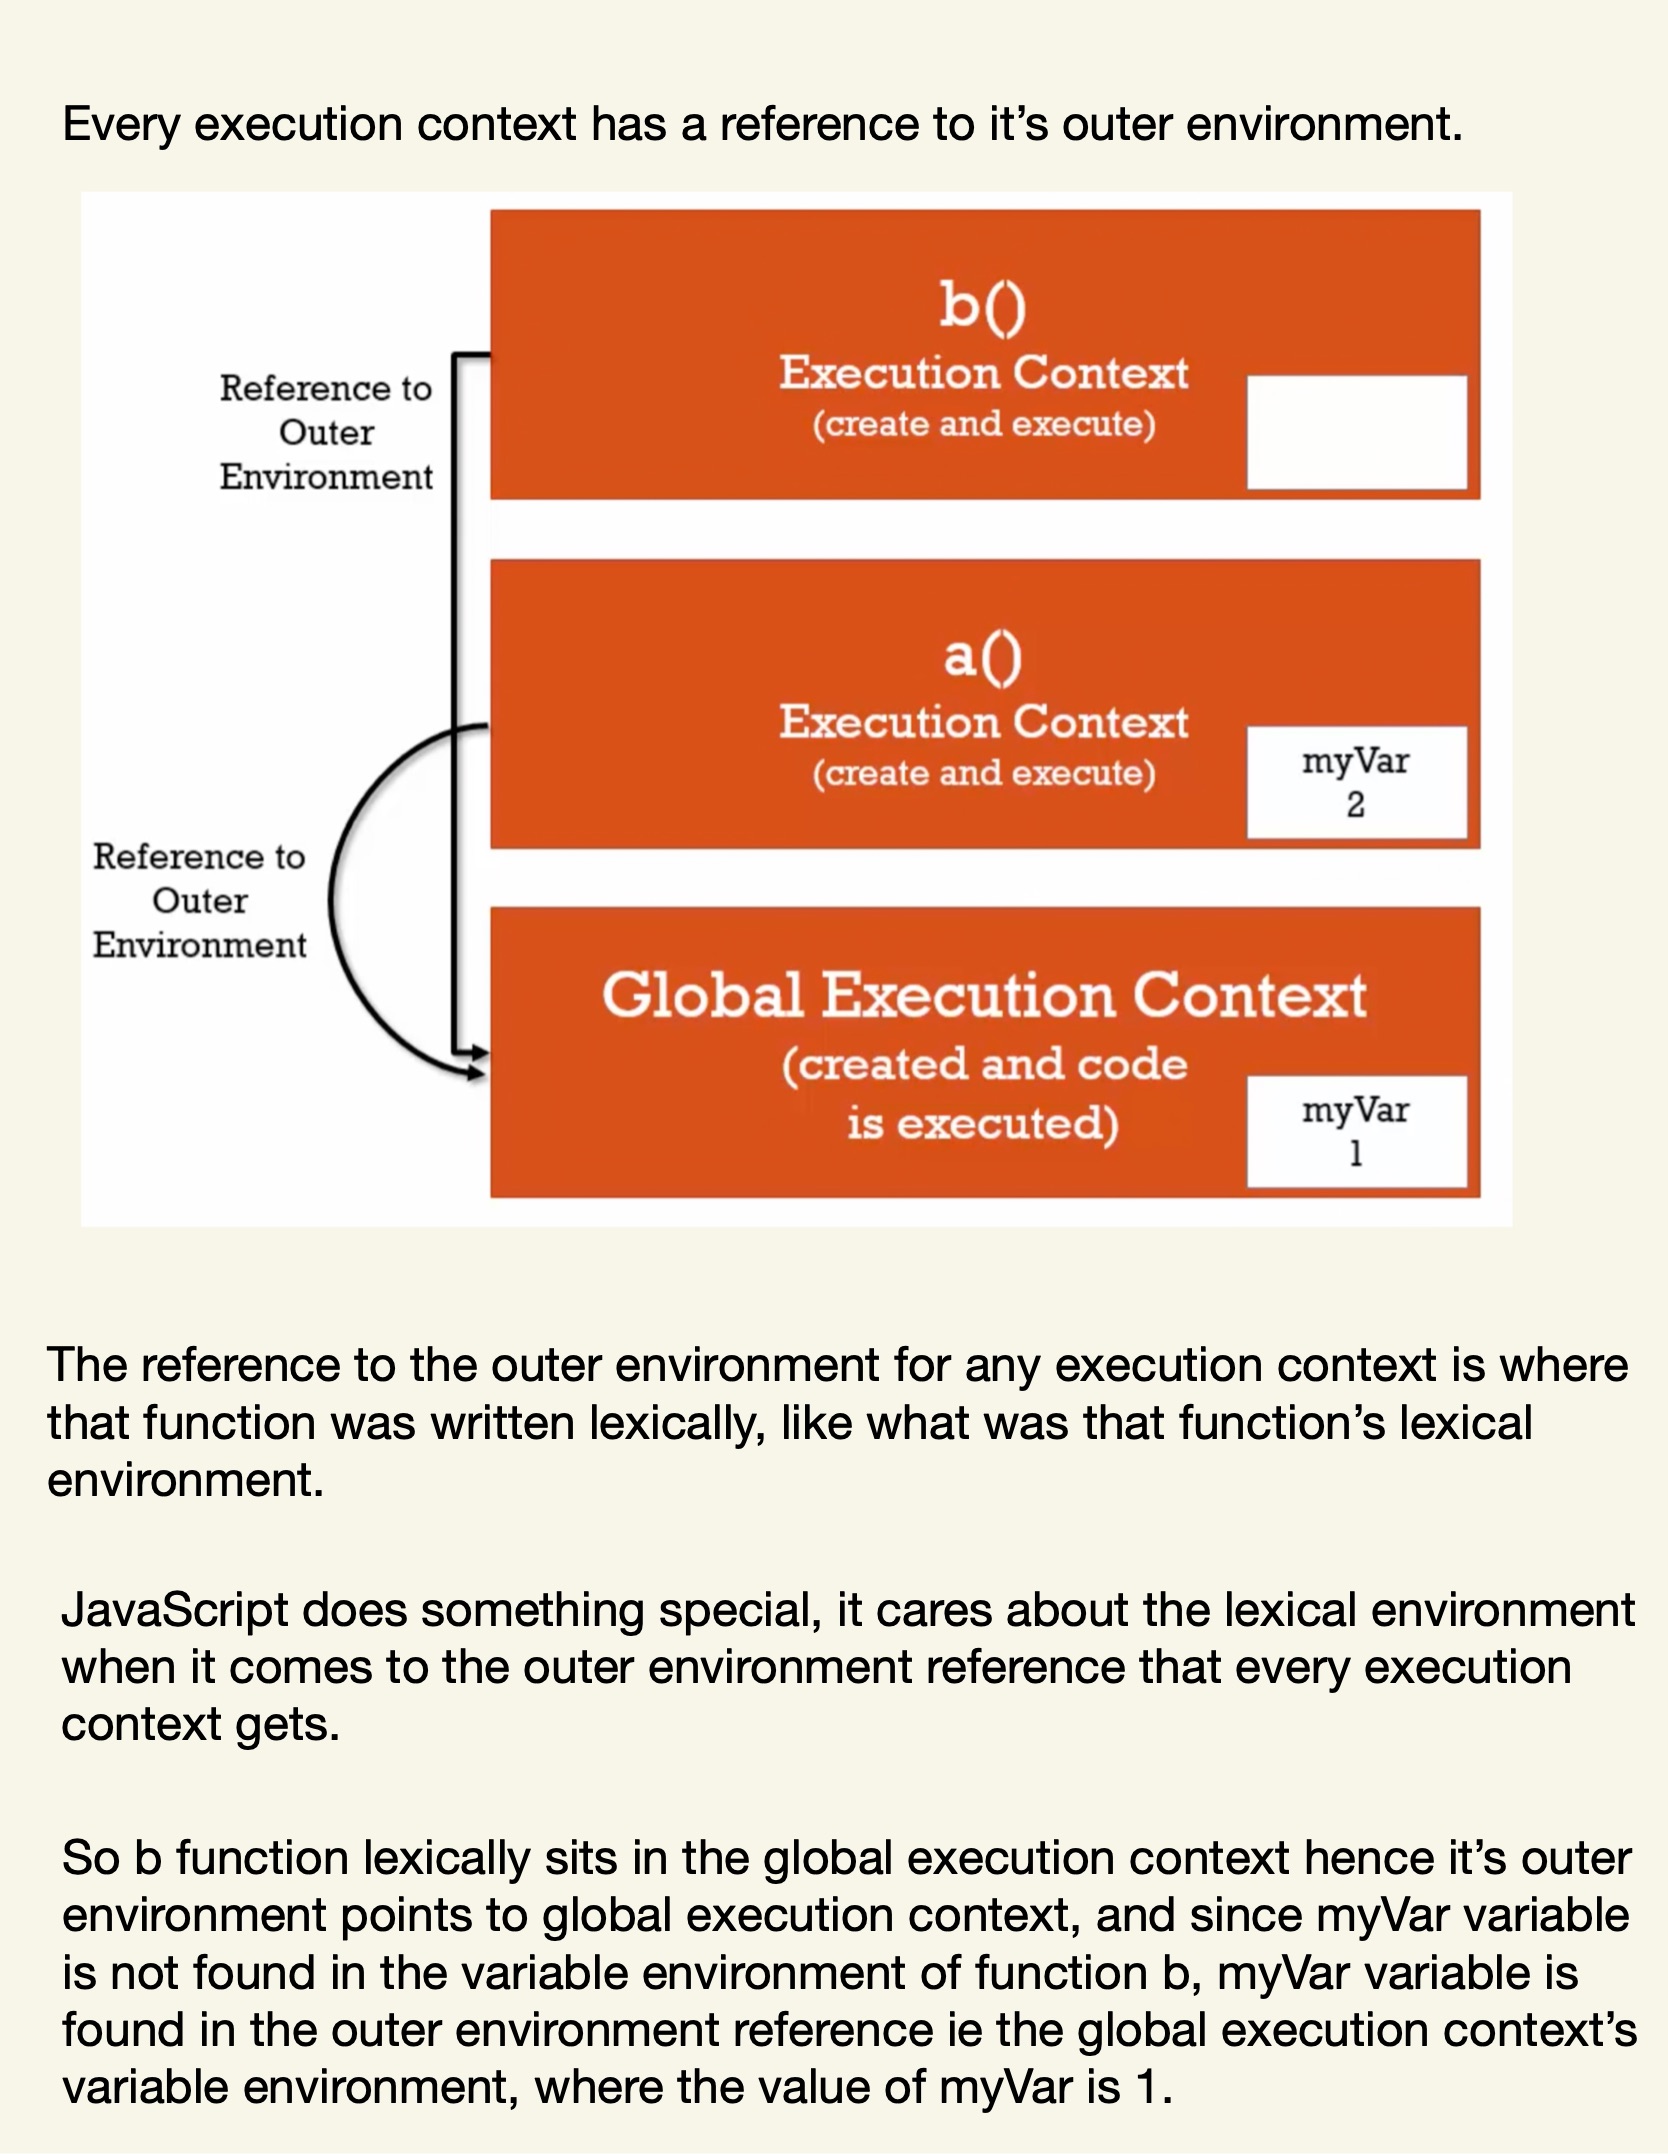 Every execution context has a reference to it’s outer environment.
b()
Execution Context
(create and execute)
Reference to
Outer
Environment
a()
Execution Context
(create and execute)
myVar
2
Reference to
Outer
Environment
Global Execution Context
(created and code
is executed)
myVar
1
The reference to the outer environment for any execution context is where
that function was written lexically, like what was that function’s lexical
environment.
JavaScript does something special, it cares about the lexical environment
when it comes to the outer environment reference that every execution
context gets.
So b function lexically sits in the global execution context hence it’s outer
environment points to global execution context, and since myVar variable
is not found in the variable environment of function b, myVar variable is
found in the outer environment reference ie the global execution context’s
variable environment, where the value of myVar is 1.